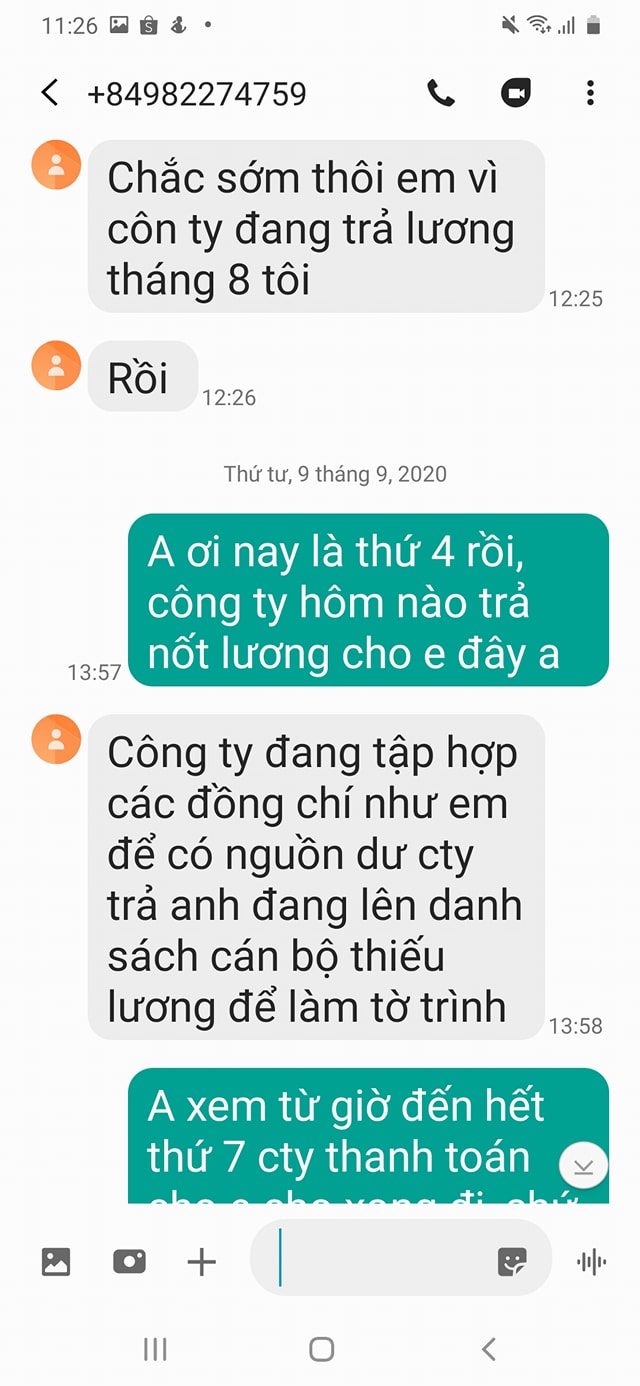 11:26
+84982274759
Chắc sớm thôi em vì
côn ty đang trả lương
tháng 8 tôi
12:25
Rồi
12:26
Thứ tư, 9 tháng 9, 2020
A ơi nay là thứ 4 rồi,
công ty hôm nào trả
nốt lương cho e đây a
13:57
Công ty đang tập hợp
các đồng chí như em
để có nguồn dư cty
trả anh đang lên danh
sách cán bộ thiếu
lương để làm tờ trình
13:58
A xem từ giờ đến hết
thứ 7 cty thanh toán